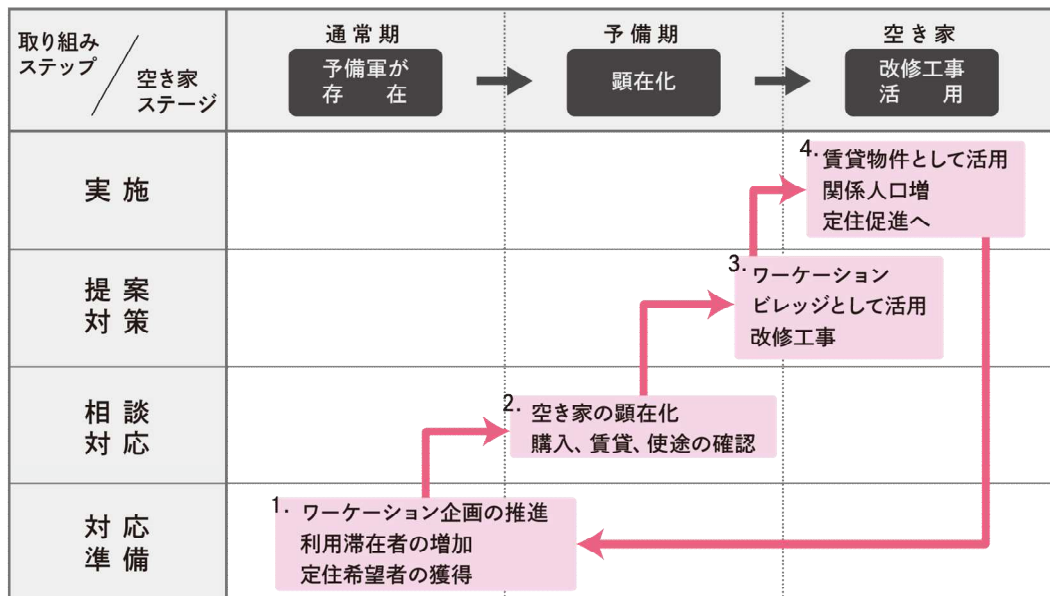 取り組み
ステップ
空き家
ステージ
通常期
予備軍が
存在
予備期
顕在化
空き家
改修工事
活用
実施
4. 賃貸物件として活用
関係人口増
定住促進へ
提案
対策
3. ワーケーション
ビレッジとして活用
改修工事
相談
対応
2. 空き家の顕在化
購入、賃貸、使途の確認
対応
準備
1. ワーケーション企画の推進
利用滞在者の増加
定住希望者の獲得